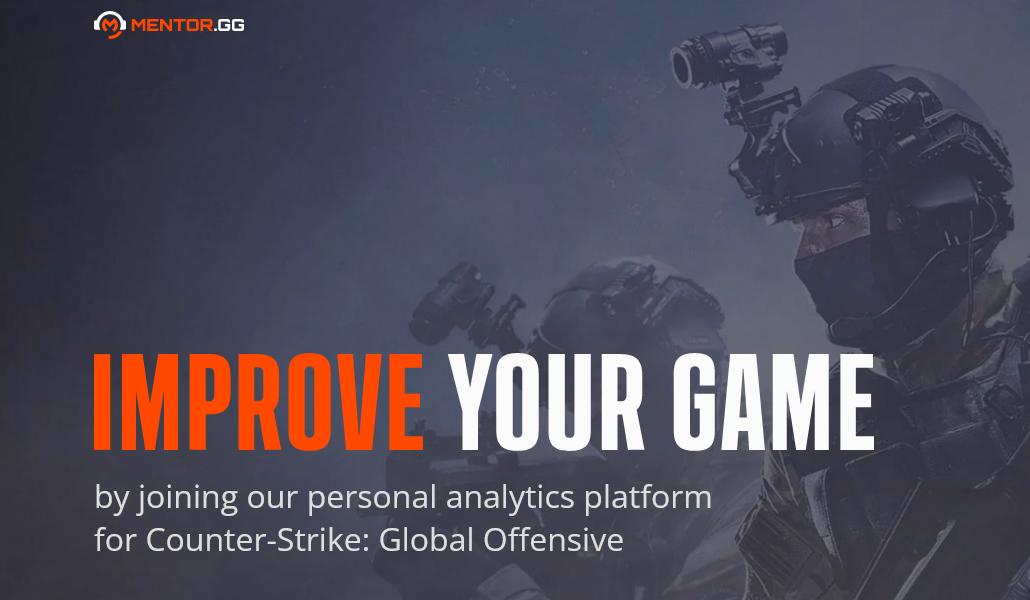 MENTOR.GG
IMPROVE YOUR GAME
by joining our personal analytics platform
for Counter-Strike: Global Offensive